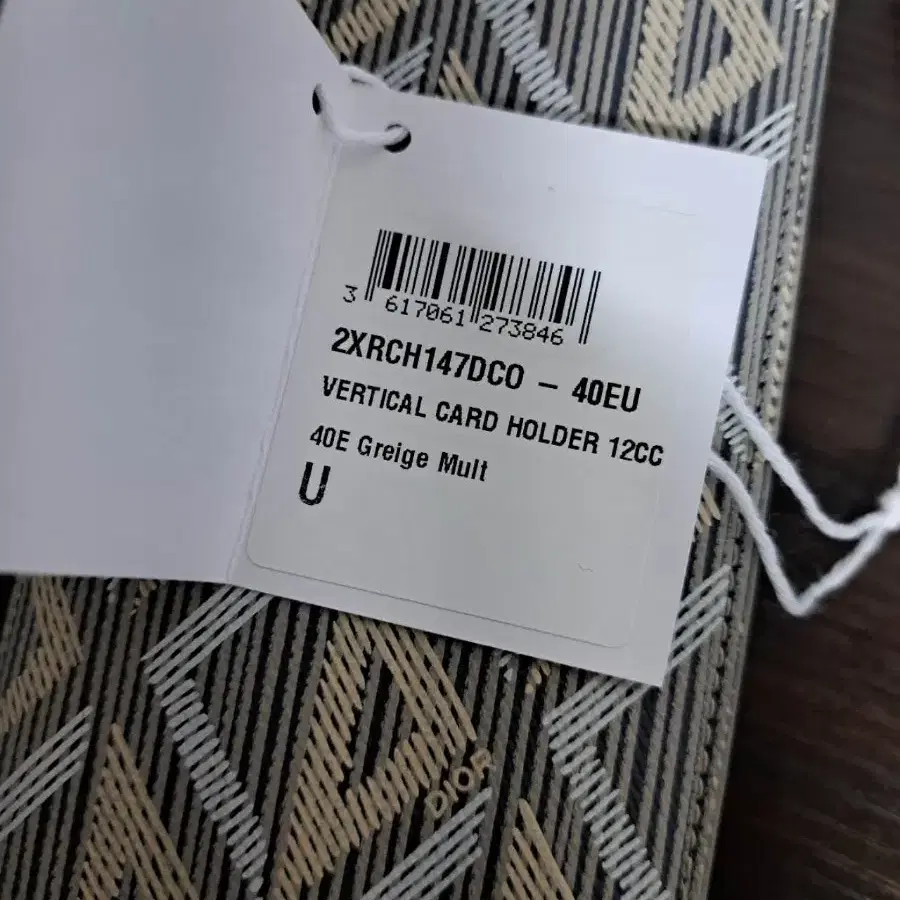 3 617061 273846
2XRCH147DCO – 40EU
VERTICAL CARD HOLDER 12CC
40E Greige Mult
U
DIOR